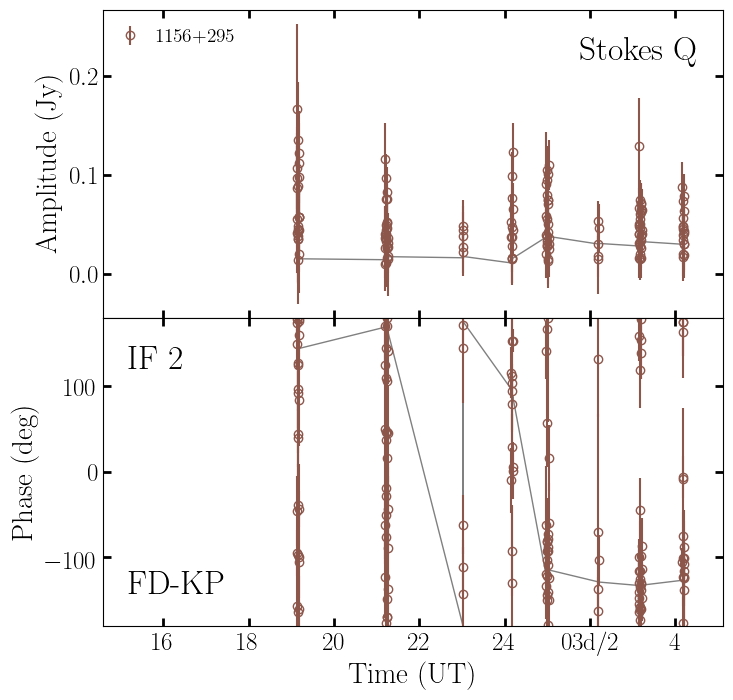 1156+295
Stokes Q
Amplitude (Jy)
0.2
0.1
0.0
IF 2
FD-KP
Phase (deg)
100
0
−100
16 18 20 22 24 03d/2 4
Time (UT)